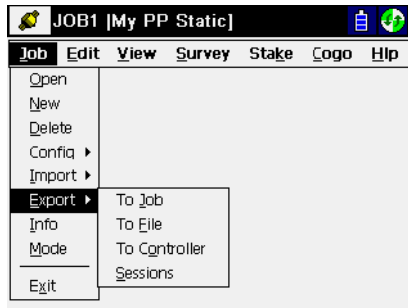 JOB1 [My PP Static]
Job Edit View Survey Stake Cogo Hlp
Open
New
Delete
Config
Import
Export
To Job
Info
To File
Mode
To Controller
Sessions
Exit